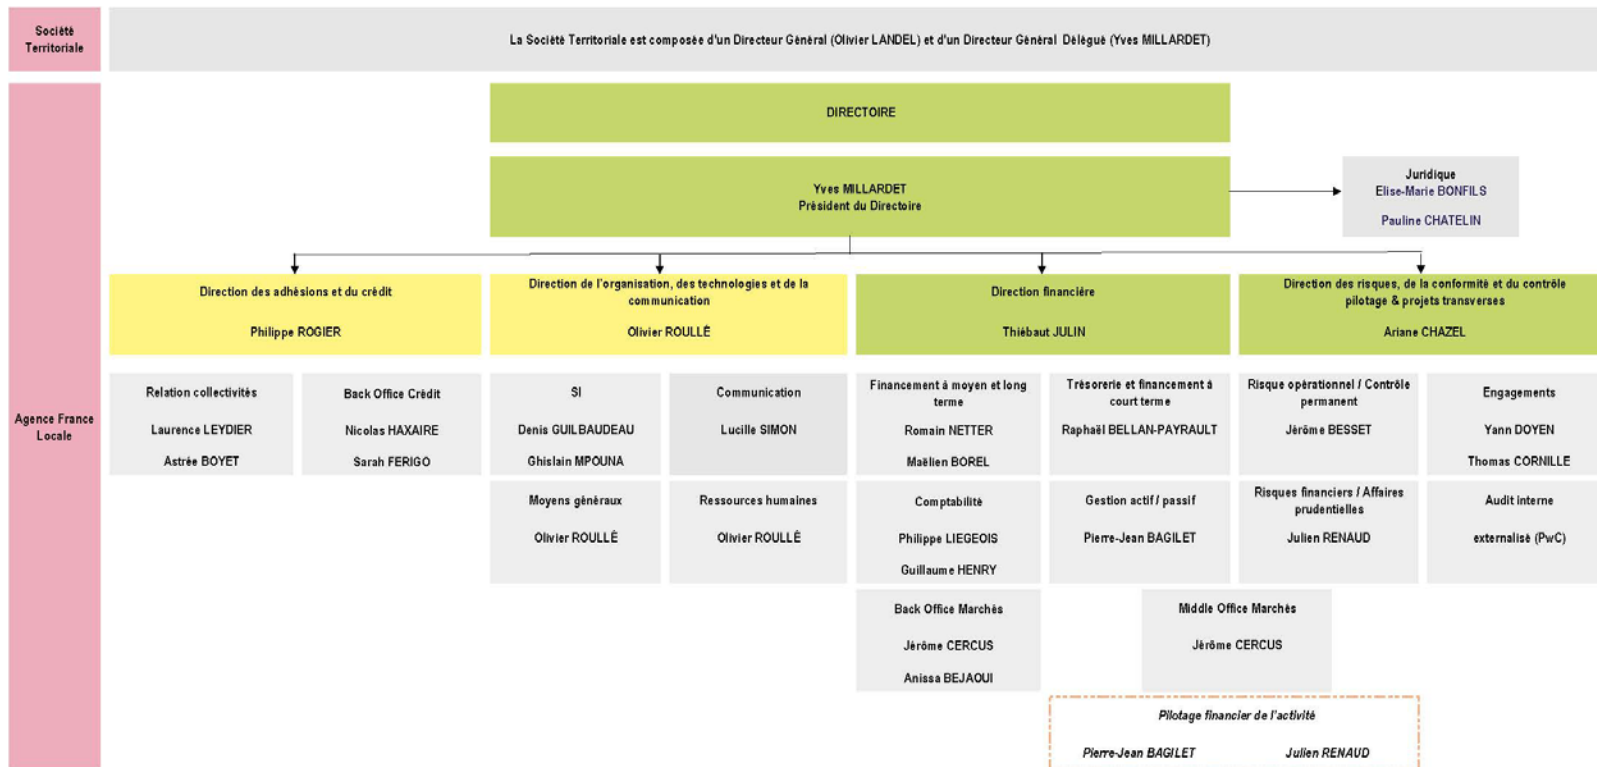 Société
Territoriale
La Société Territoriale est composée d'un Directeur Général (Olivier LANDEL) et d'un Directeur Général Délégué (Yves MILLARDET)
Agence France
Locale
DIRECTOIRE
Yves MILLARDET
Président du Directoire
Juridique
Elise-Marie BONFILS
Pauline CHATELIN
Direction des adhésions et du crédit
Philippe ROGIER
Direction de l'organisation, des technologies et de la
communication
Olivier ROULLÉ
Direction financière
Thiébaut JULIN
Direction des risques, de la conformité et du contrôle
pilotage & projets transverses
Ariane CHAZEL
Relation collectivités
Laurence LEYDIER
Astrée BOYET
Back Office Crédit
Nicolas HAXAIRE
Sarah FERIGO
SI
Denis GUILBAUDEAU
Ghislain MPOUNA
Communication
Lucille SIMON
Financement à moyen et long
terme
Romain NETTER
Maëlien BOREL
Trésorerie et financement à
court terme
Raphaël BELLAN-PAYRAULT
Risque opérationnel / Contrôle
permanent
Jérôme BESSET
Engagements
Yann DOYEN
Thomas CORNILLE
Moyens généraux
Olivier ROULLÉ
Ressources humaines
Olivier ROULLÉ
Comptabilité
Philippe LIEGEOIS
Guillaume HENRY
Gestion actif / passif
Pierre-Jean BAGILET
Risques financiers / Affaires
prudentielles
Julien RENAUD
Audit interne
externalisé (PwC)
Back Office Marchés
Jérôme CERCUS
Anissa BEJAOUI
Middle Office Marchés
Jérôme CERCUS
Pilotage financier de l'activité
Pierre-Jean BAGILET
Julien RENAUD